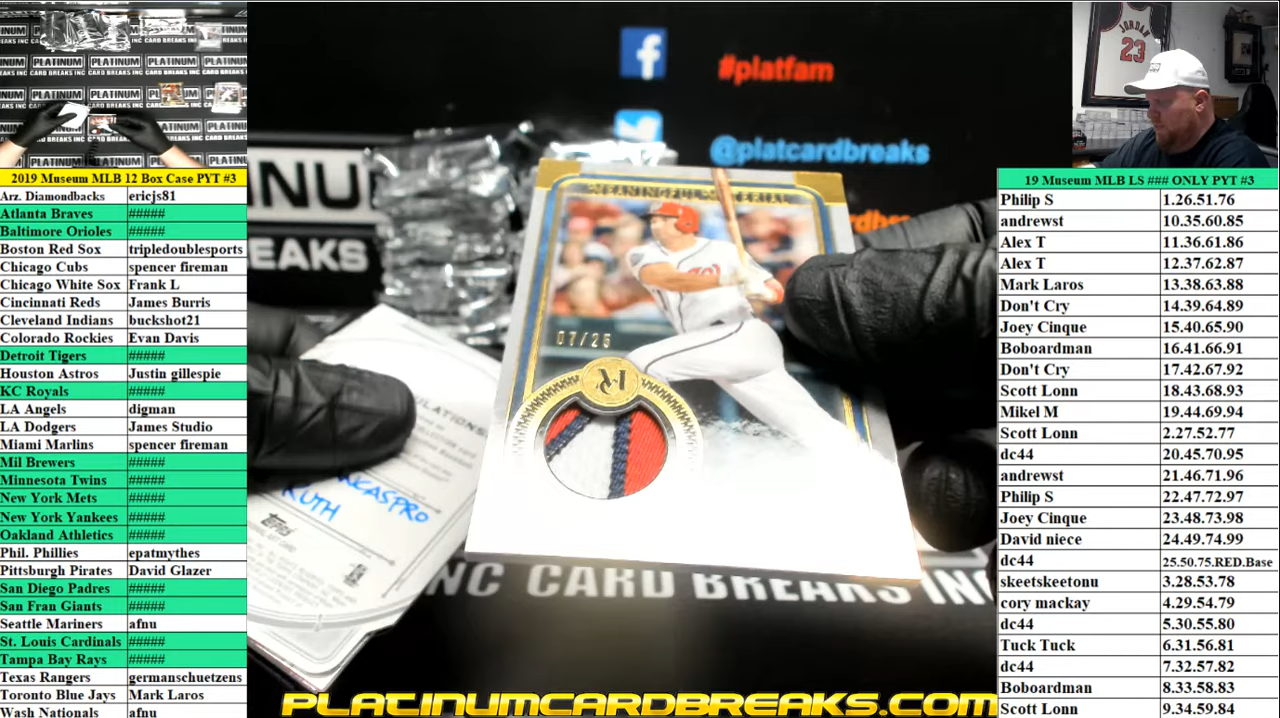 2019 Museum MLB 12 Box Case PYT #3
Arz. Diamondbacks ericjs81
Atlanta Braves #####
Baltimore Orioles #####
Boston Red Sox tripledoublesports
Chicago Cubs spencer fireman
Chicago White Sox Frank L
Cincinnati Reds James Burris
Cleveland Indians buckshot21
Colorado Rockies Evan Davis
Detroit Tigers #####
Houston Astros Justin gillespie
KC Royals #####
LA Angels digman
LA Dodgers James Studio
Miami Marlins spencer fireman
Mil Brewers #####
Minnesota Twins #####
New York Mets #####
New York Yankees #####
Oakland Athletics #####
Phil. Phillies epatmythes
Pittsburgh Pirates David Glazer
San Diego Padres #####
San Fran Giants #####
Seattle Mariners afnu
St. Louis Cardinals #####
Tampa Bay Rays #####
Texas Rangers germanschuetzens
Toronto Blue Jays Mark Laros
Wash Nationals afnu
#platfam
@platcardbreaks
MEANINGFUL MATERIAL
07/25
topps
RUTH
INC CARD BREAKS INC
PLATINUMCARDBREAKS.COM
JORDAN
23
19 Museum MLB LS ### ONLY PYT #3
Philip S 1.26.51.76
andrewst 10.35.60.85
Alex T 11.36.61.86
Alex T 12.37.62.87
Mark Laros 13.38.63.88
Don't Cry 14.39.64.89
Joey Cinque 15.40.65.90
Boboardman 16.41.66.91
Don't Cry 17.42.67.92
Scott Lonn 18.43.68.93
Mikel M 19.44.69.94
Scott Lonn 2.27.52.77
dc44 20.45.70.95
andrewst 21.46.71.96
Philip S 22.47.72.97
Joey Cinque 23.48.73.98
David niece 24.49.74.99
dc44 25.50.75.RED.Base
skeetskeetonu 3.28.53.78
cory mackay 4.29.54.79
dc44 5.30.55.80
Tuck Tuck 6.31.56.81
dc44 7.32.57.82
Boboardman 8.33.58.83
Scott Lonn 9.34.59.84